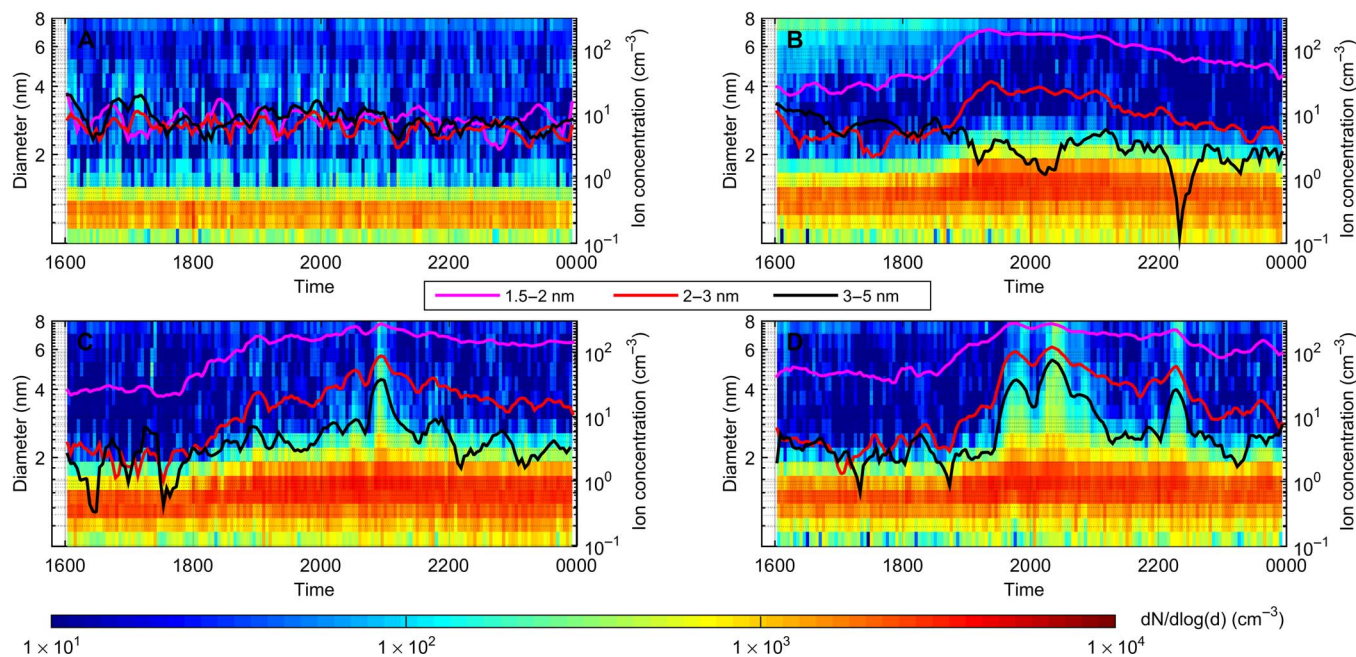 A
8
6
4
2
Diameter (nm)
10²
10¹
10⁰
10⁻¹
Ion concentration (cm⁻³)
1600 1800 2000 2200 0000
Time
B
8
6
4
2
Diameter (nm)
10²
10¹
10⁰
10⁻¹
Ion concentration (cm⁻³)
1600 1800 2000 2200 0000
Time
1.5–2 nm 2–3 nm 3–5 nm
C
8
6
4
2
Diameter (nm)
10²
10¹
10⁰
10⁻¹
Ion concentration (cm⁻³)
1600 1800 2000 2200 0000
Time
D
8
6
4
2
Diameter (nm)
10²
10¹
10⁰
10⁻¹
Ion concentration (cm⁻³)
1600 1800 2000 2200 0000
Time
dN/dlog(d) (cm⁻³)
1 × 10¹ 1 × 10² 1 × 10³ 1 × 10⁴